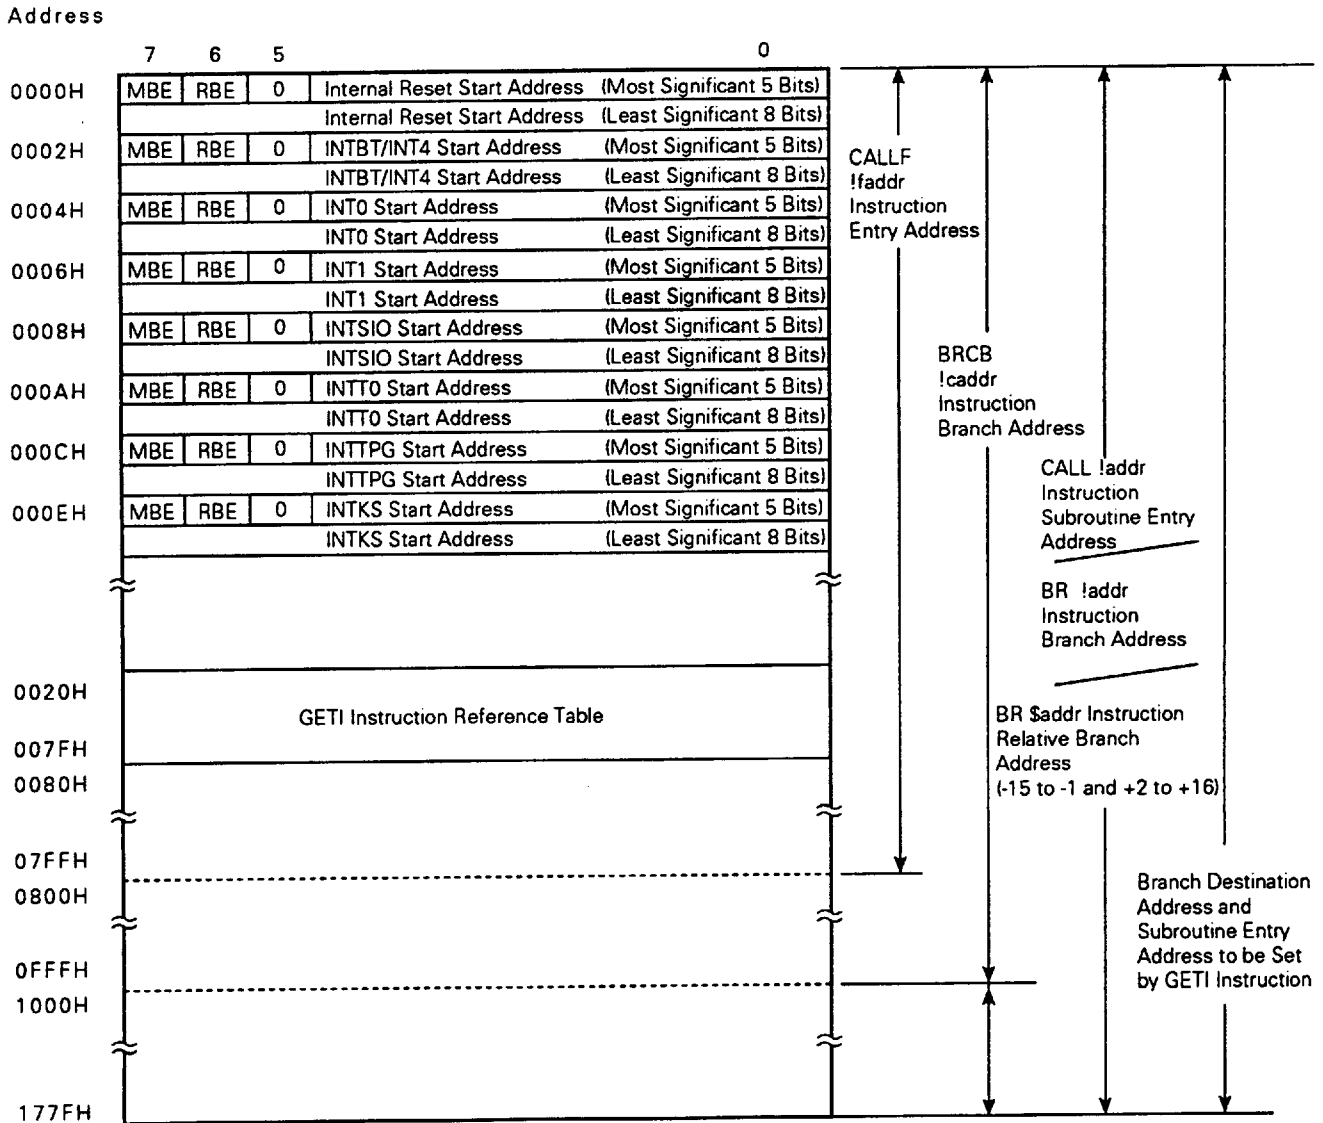 Address
7 6 5 0
0000H MBE RBE 0 Internal Reset Start Address (Most Significant 5 Bits)
Internal Reset Start Address (Least Significant 8 Bits)
0002H MBE RBE 0 INTBT/INT4 Start Address (Most Significant 5 Bits)
INTBT/INT4 Start Address (Least Significant 8 Bits)
0004H MBE RBE 0 INT0 Start Address (Most Significant 5 Bits)
INT0 Start Address (Least Significant 8 Bits)
0006H MBE RBE 0 INT1 Start Address (Most Significant 5 Bits)
INT1 Start Address (Least Significant 8 Bits)
0008H MBE RBE 0 INTSIO Start Address (Most Significant 5 Bits)
INTSIO Start Address (Least Significant 8 Bits)
000AH MBE RBE 0 INTT0 Start Address (Most Significant 5 Bits)
INTT0 Start Address (Least Significant 8 Bits)
000CH MBE RBE 0 INTTPG Start Address (Most Significant 5 Bits)
INTTPG Start Address (Least Significant 8 Bits)
000EH MBE RBE 0 INTKS Start Address (Most Significant 5 Bits)
INTKS Start Address (Least Significant 8 Bits)
0020H
GETI Instruction Reference Table
007FH
0080H
07FFH
0800H
0FFFH
1000H
177FH
CALLF
!faddr
Instruction
Entry Address
BRCB
!caddr
Instruction
Branch Address
CALL !addr
Instruction
Subroutine Entry
Address
BR !addr
Instruction
Branch Address
BR $addr Instruction
Relative Branch
Address
(-15 to -1 and +2 to +16)
Branch Destination
Address and
Subroutine Entry
Address to be Set
by GETI Instruction